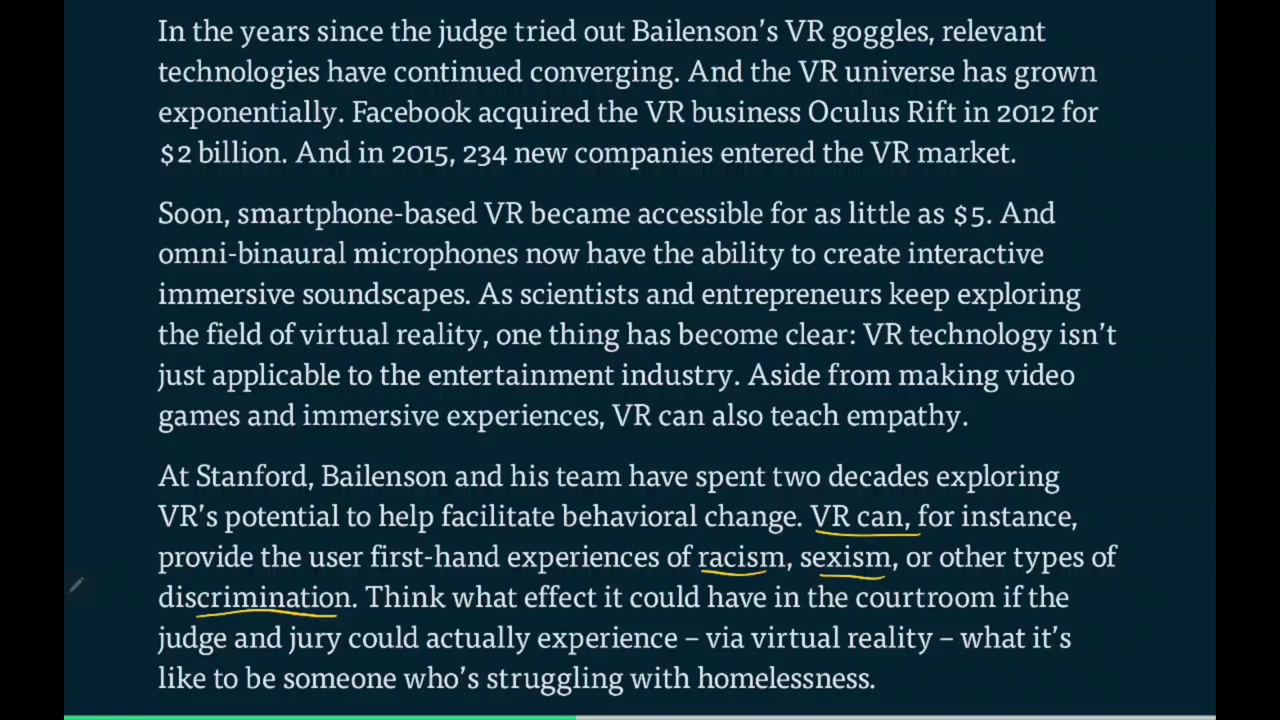 In the years since the judge tried out Bailenson’s VR goggles, relevant
technologies have continued converging. And the VR universe has grown
exponentially. Facebook acquired the VR business Oculus Rift in 2012 for
$2 billion. And in 2015, 234 new companies entered the VR market.
Soon, smartphone-based VR became accessible for as little as $5. And
omni-binaural microphones now have the ability to create interactive
immersive soundscapes. As scientists and entrepreneurs keep exploring
the field of virtual reality, one thing has become clear: VR technology isn’t
just applicable to the entertainment industry. Aside from making video
games and immersive experiences, VR can also teach empathy.
At Stanford, Bailenson and his team have spent two decades exploring
VR’s potential to help facilitate behavioral change. VR can, for instance,
provide the user first-hand experiences of racism, sexism, or other types of
discrimination. Think what effect it could have in the courtroom if the
judge and jury could actually experience – via virtual reality – what it’s
like to be someone who’s struggling with homelessness.